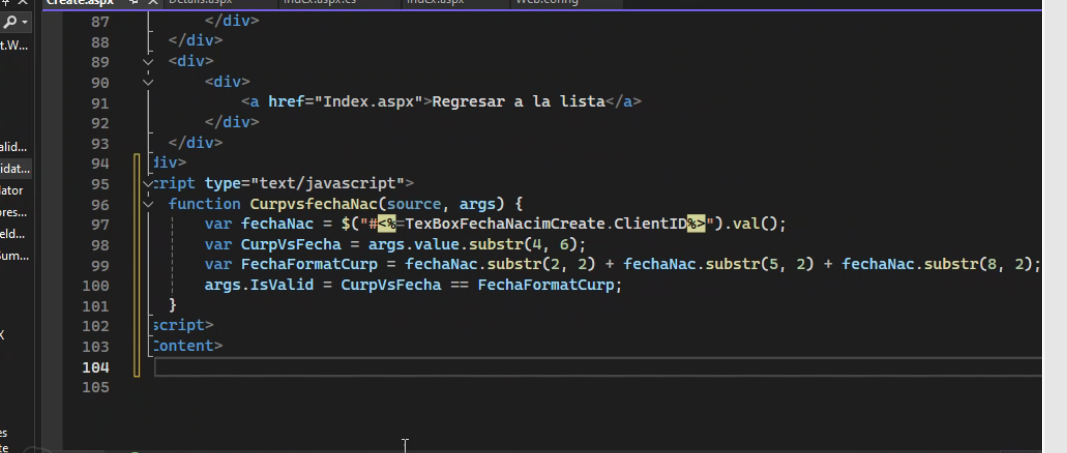 Create.aspx Details.aspx Index.aspx.cs Index.aspx Web.config
t.W...
alid...
idat...
lator
pres...
eld...
Sum...
X
es
te
87 </div>
88 </div>
89 <div>
90 <div>
91 <a href="Index.aspx">Regresar a la lista</a>
92 </div>
93 </div>
94 div>
95 cript type="text/javascript">
96 function CurpvsfechaNac(source, args) {
97 var fechaNac = $("#<%=TexBoxFechaNacimCreate.ClientID%>").val();
98 var CurpVsFecha = args.value.substr(4, 6);
99 var FechaFormatCurp = fechaNac.substr(2, 2) + fechaNac.substr(5, 2) + fechaNac.substr(8, 2);
100 args.IsValid = CurpVsFecha == FechaFormatCurp;
101 }
102 script>
103 Content>
104
105